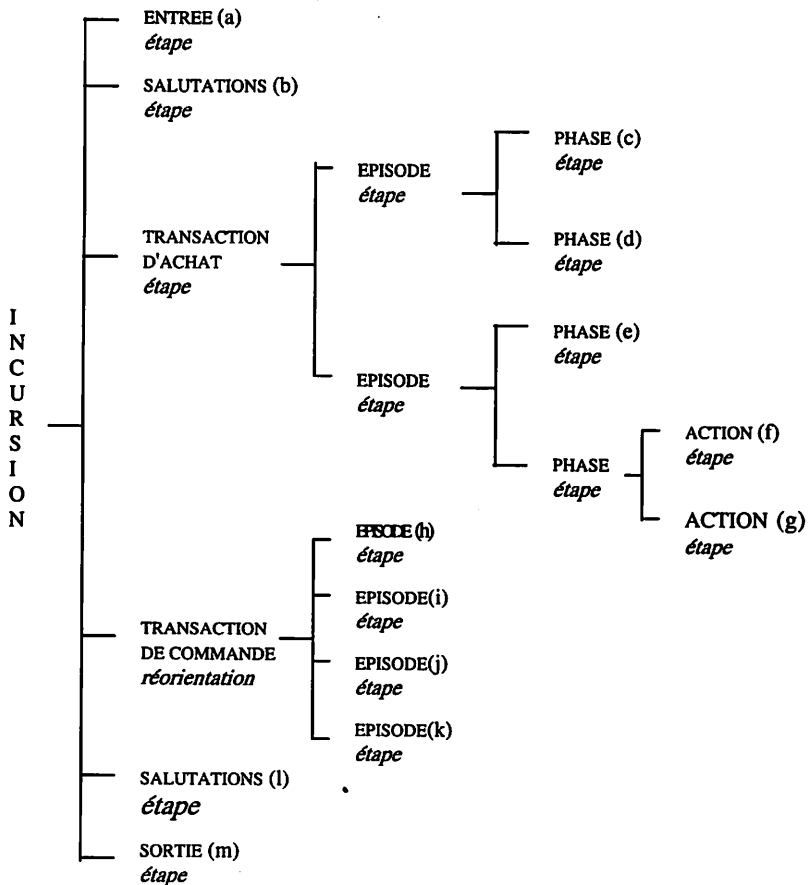 ENTREE (a)
étape
SALUTATIONS (b)
étape
TRANSACTION
D'ACHAT
étape
EPISODE
étape
PHASE (c)
étape
PHASE (d)
étape
EPISODE
étape
PHASE (e)
étape
PHASE
étape
ACTION (f)
étape
ACTION (g)
étape
INCURSION
TRANSACTION
DE COMMANDE
réorientation
EPISODE (h)
étape
EPISODE(i)
étape
EPISODE(j)
étape
EPISODE(k)
étape
SALUTATIONS (l)
étape
SORTIE (m)
étape